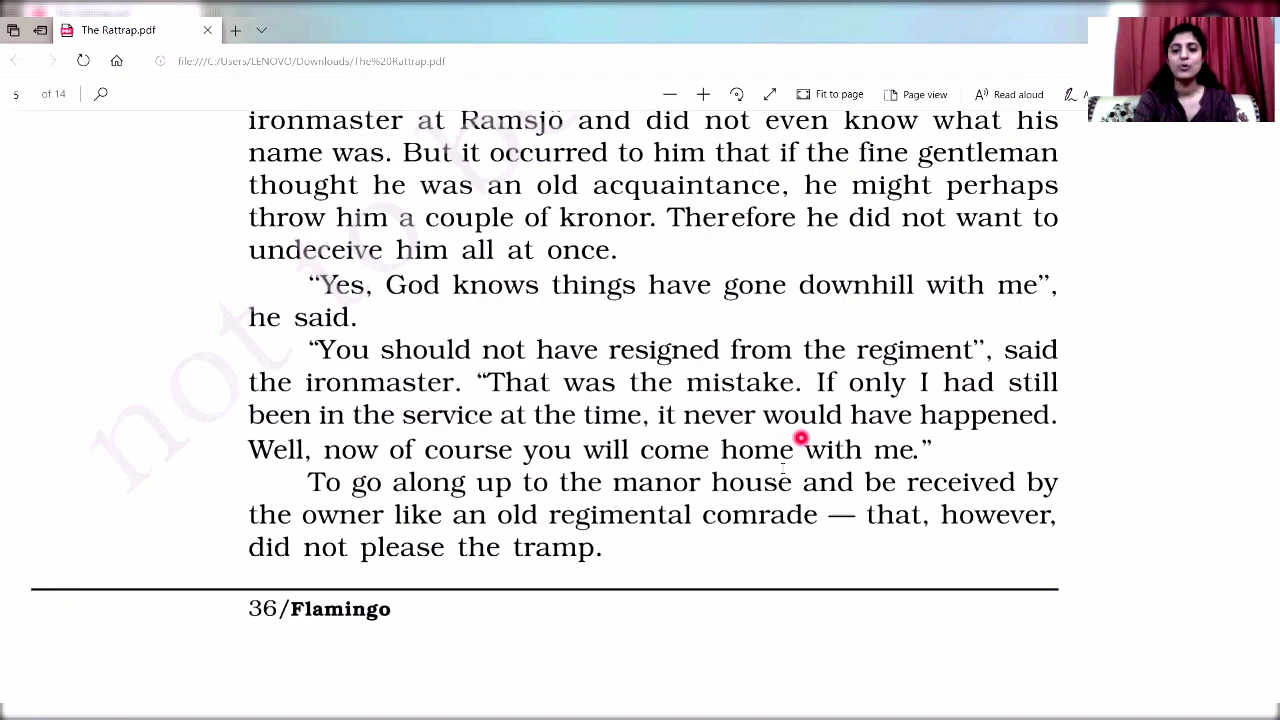 The Rattrap.pdf
file:///C:/Users/LENOVO/Downloads/The%20Rattrap.pdf
5 of 14
Fit to page
Page view
Read aloud
ironmaster at Ramsjö and did not even know what his
name was. But it occurred to him that if the fine gentleman
thought he was an old acquaintance, he might perhaps
throw him a couple of kronor. Therefore he did not want to
undeceive him all at once.
“Yes, God knows things have gone downhill with me”,
he said.
“You should not have resigned from the regiment”, said
the ironmaster. “That was the mistake. If only I had still
been in the service at the time, it never would have happened.
Well, now of course you will come home with me.”
To go along up to the manor house and be received by
the owner like an old regimental comrade — that, however,
did not please the tramp.
36/Flamingo
not to b